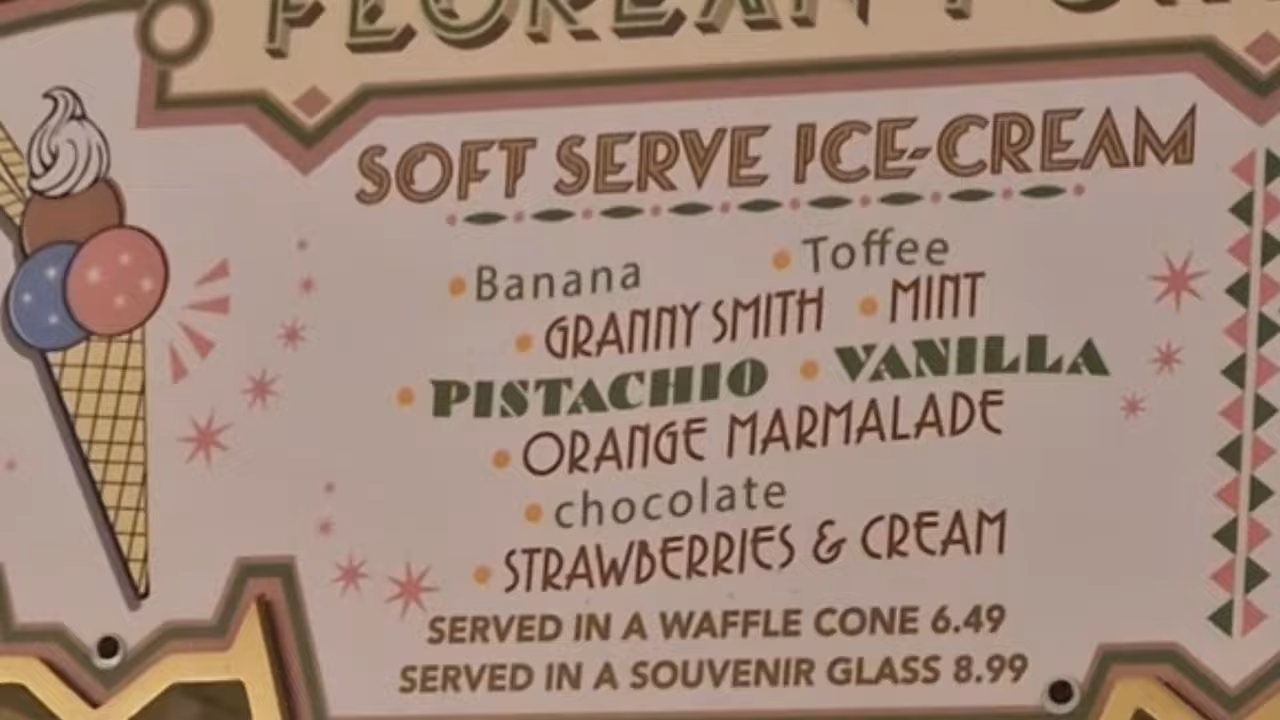 FLOREAN
SOFT SERVE ICE-CREAM
• Banana • Toffee
• GRANNY SMITH • MINT
• PISTACHIO • VANILLA
• ORANGE MARMALADE
• chocolate
• STRAWBERRIES & CREAM
SERVED IN A WAFFLE CONE 6.49
SERVED IN A SOUVENIR GLASS 8.99